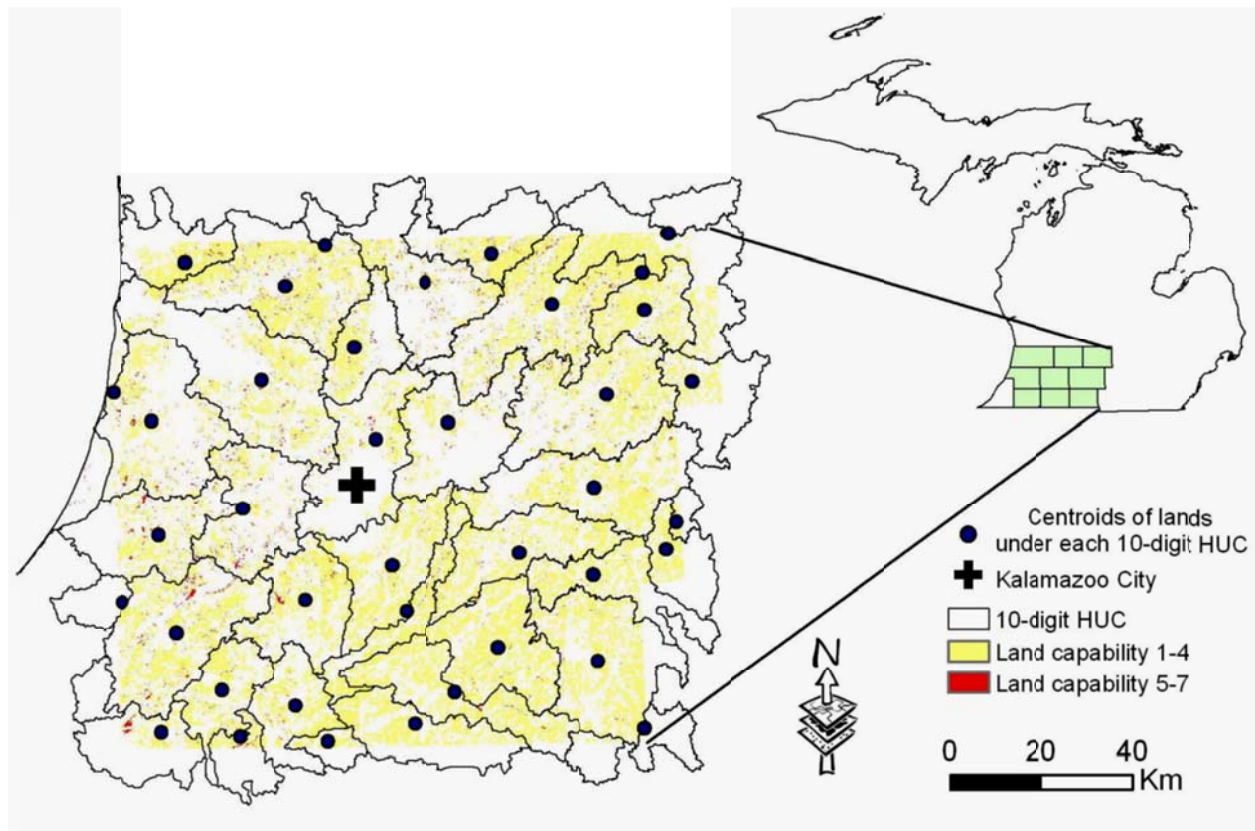 Centroids of lands
under each 10-digit HUC
Kalamazoo City
10-digit HUC
Land capability 1-4
Land capability 5-7
N
0 20 40
Km